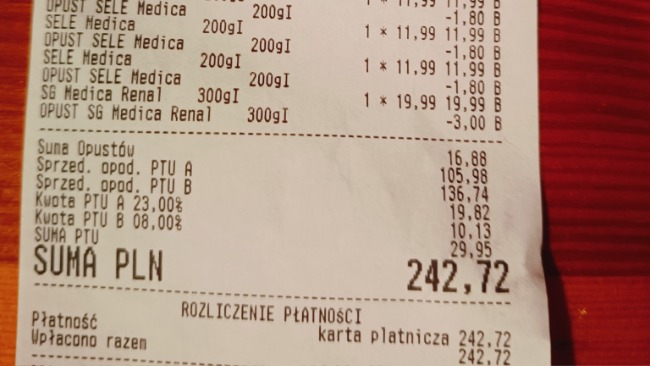 OPUST SELE Medica 200gI -1,80 B
SELE Medica 200gI 1 * 11,99 11,99 B
OPUST SELE Medica 200gI -1,80 B
SELE Medica 200gI 1 * 11,99 11,99 B
OPUST SELE Medica 200gI -1,80 B
SG Medica Renal 300gI 1 * 19,99 19,99 B
OPUST SG Medica Renal 300gI -3,00 B
Suma Opustów 16,88
Sprzed. opod. PTU A 105,98
Sprzed. opod. PTU B 136,74
Kwota PTU A 23,00% 19,82
Kwota PTU B 08,00% 10,13
SUMA PTU 29,95
SUMA PLN 242,72
ROZLICZENIE PŁATNOŚCI
Płatność karta płatnicza 242,72
Wpłacono razem 242,72